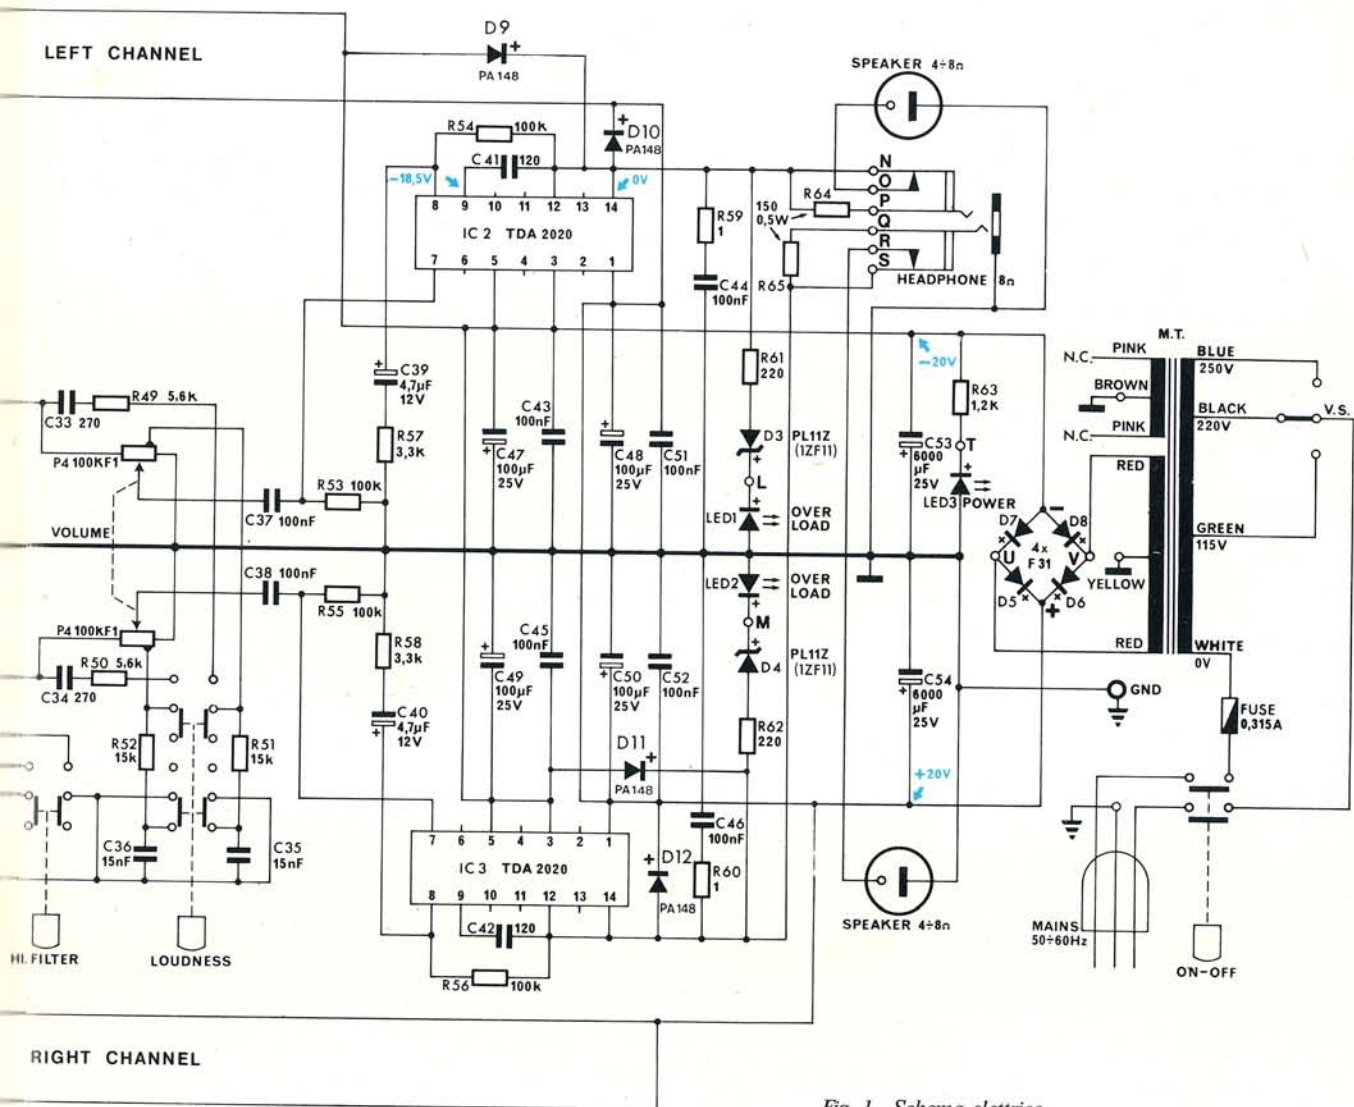 LEFT CHANNEL
D9
+
PA148
SPEAKER 4÷8Ω
R54 100K
+ D10
PA148
C41 120
-18,5V
0V
N
O
P
Q
R
S
R64
150
0,5W
R65
HEADPHONE 8Ω
8 9 10 11 12 13 14
IC2 TDA 2020
7 6 5 4 3 2 1
R59
1
C44
100nF
M.T.
N.C. PINK
BROWN
N.C. PINK
RED
BLUE
250V
BLACK
220V
V.S.
GREEN
115V
YELLOW
RED
WHITE
0V
-20V
+
C39
4,7µF
12V
R61
220
R63
1,2K
R49 5.6K
C33 270
P4 100KF1
R57
3,3K
C43
100nF
+
C47
100µF
25V
+
C48
100µF
25V
C51
100nF
D3 PL11Z
(1ZF11)
+
L
+
LED1
OVER
LOAD
C53
6000
µF
25V
+
T
+
LED3 POWER
R53 100K
C37 100nF
VOLUME
D7
D8
-
4x
F31
U
V
D5
D6
+
C38 100nF
R55 100k
P4 100KF1
R50 5.6k
C34 270
R58
3,3k
C45
100nF
+
C49
100µF
25V
+
C50
100µF
25V
C52
100nF
LED2
OVER
LOAD
+
M
+
D4 PL11Z
(1ZF11)
C54
6000
µF
25V
+
GND
FUSE
0,315A
C40
4,7µF
12V
+
R62
220
R52
15k
R51
15k
D11
+
PA148
+20V
C36
15nF
C35
15nF
7 6 5 4 3 2 1
IC3 TDA 2020
8 9 10 11 12 13 14
C46
100nF
R60
1
+ D12
PA148
C42 120
R56 100k
SPEAKER 4÷8Ω
MAINS
50÷60Hz
ON-OFF
HI. FILTER
LOUDNESS
RIGHT CHANNEL
Fig. 1 - Schema elettrico